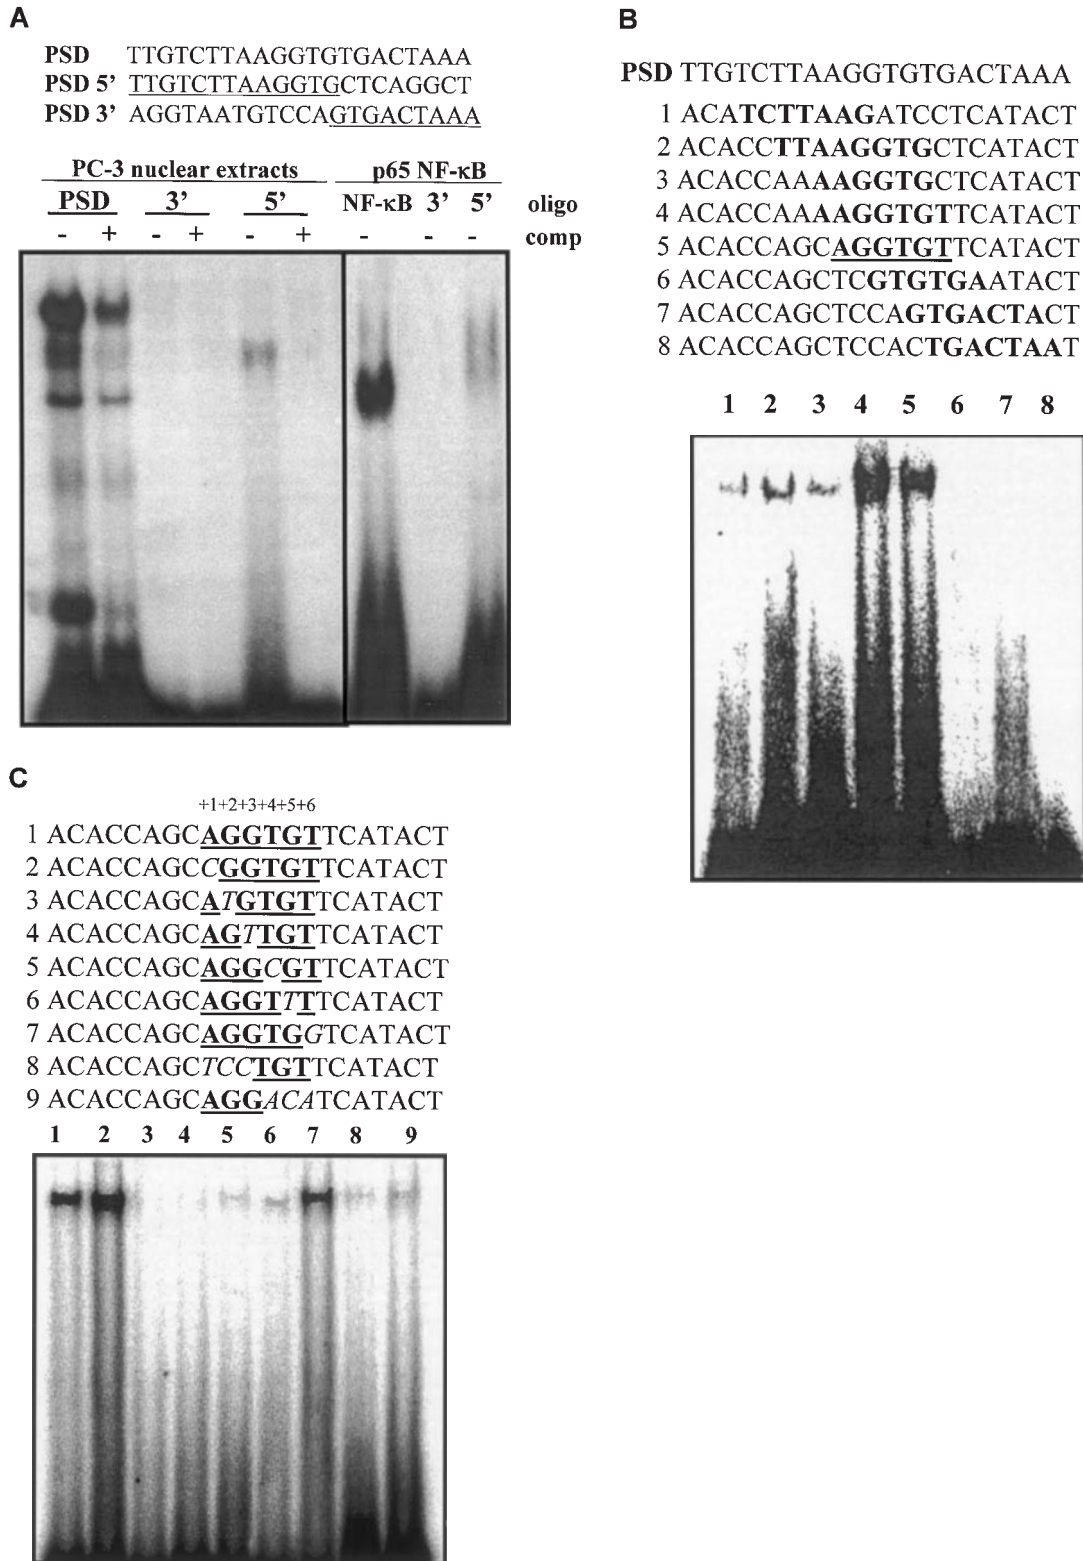 A
PSD TTGTCTTAAGGTGTGACTAAA
PSD 5’ TTGTCTTAAGGTGCTCAGGCT
PSD 3’ AGGTAATGTCCAGTGACTAAA
PC-3 nuclear extracts p65 NF-κB
PSD 3’ 5’ NF-κB 3’ 5’ oligo
- + - + - + - - - comp
B
PSD TTGTCTTAAGGTGTGACTAAA
1 ACATCTTAAGATCCTCATACT
2 ACACCTTAAGGTGCTCATACT
3 ACACCAAAAGGTGCTCATACT
4 ACACCAAAAGGTGTTCATACT
5 ACACCAGCAGGTGTTCATACT
6 ACACCAGCTCGTGTGAATACT
7 ACACCAGCTCCAGTGACTACT
8 ACACCAGCTCCACTGACTAAT
1 2 3 4 5 6 7 8
C
+1+2+3+4+5+6
1 ACACCAGCAGGTGTTCATACT
2 ACACCAGCCGGTGTTCATACT
3 ACACCAGCATGTGTTCATACT
4 ACACCAGCAGTTGTTCATACT
5 ACACCAGCAGGCGTTCATACT
6 ACACCAGCAGGTTTTCATACT
7 ACACCAGCAGGTGGTCATACT
8 ACACCAGCTCCTGTTCATACT
9 ACACCAGCAGGACATCATACT
1 2 3 4 5 6 7 8 9